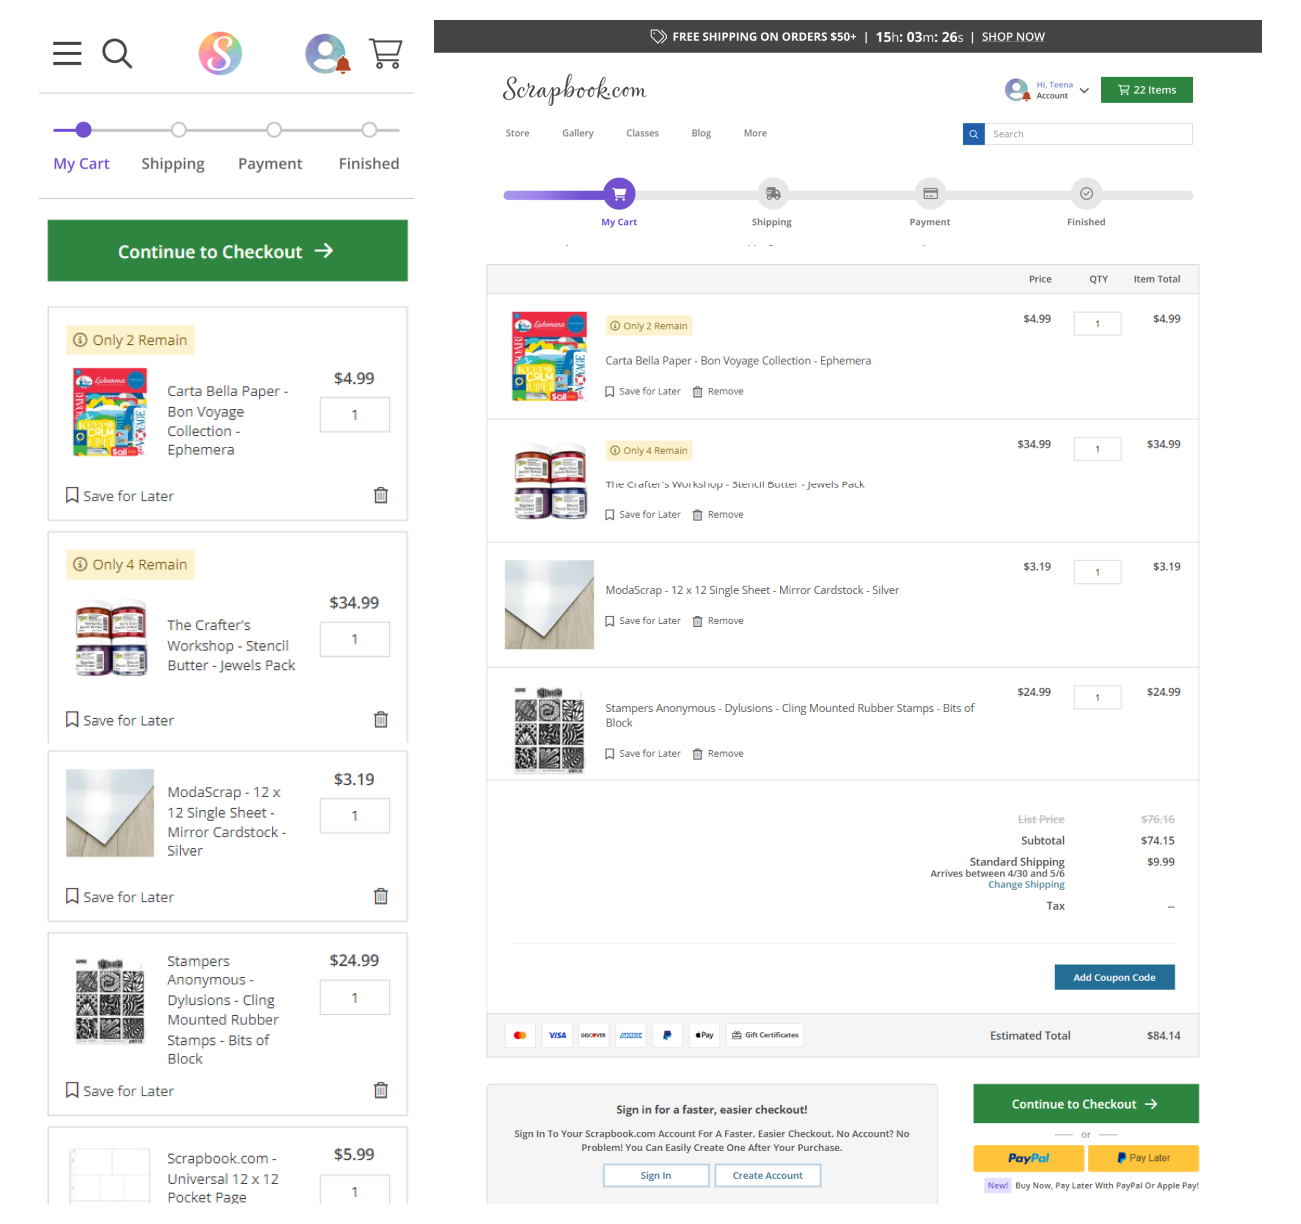 My Cart
Shipping
Payment
Finished
Continue to Checkout
Only 2 Remain
Carta Bella Paper -
Bon Voyage
Collection -
Ephemera
$4.99
1
Save for Later
Only 4 Remain
The Crafter's
Workshop - Stencil
Butter - Jewels Pack
$34.99
1
Save for Later
ModaScrap - 12 x
12 Single Sheet -
Mirror Cardstock -
Silver
$3.19
1
Save for Later
Stampers
Anonymous -
Dylusions - Cling
Mounted Rubber
Stamps - Bits of
Block
$24.99
1
Save for Later
Scrapbook.com -
Universal 12 x 12
Pocket Page
$5.99
1
FREE SHIPPING ON ORDERS $50+ | 15h: 03m: 26s | SHOP NOW
Scrapbook.com
Hi, Teena
Account
22 Items
Store Gallery Classes Blog More
Search
My Cart Shipping Payment Finished
Price QTY Item Total
Only 2 Remain
$4.99 1 $4.99
Carta Bella Paper - Bon Voyage Collection - Ephemera
Save for Later Remove
Only 4 Remain
$34.99 1 $34.99
The Crafter's Workshop - Stencil Butter - Jewels Pack
Save for Later Remove
$3.19 1 $3.19
ModaScrap - 12 x 12 Single Sheet - Mirror Cardstock - Silver
Save for Later Remove
$24.99 1 $24.99
Stampers Anonymous - Dylusions - Cling Mounted Rubber Stamps - Bits of
Block
Save for Later Remove
List Price $76.16
Subtotal $74.15
Standard Shipping $9.99
Arrives between 4/30 and 5/6
Change Shipping
Tax --
Add Coupon Code
VISA DISCOVER AMEX Pay Gift Certificates
Estimated Total $84.14
Sign in for a faster, easier checkout!
Sign In To Your Scrapbook.com Account For A Faster, Easier Checkout. No Account? No
Problem! You Can Easily Create One After Your Purchase.
Sign In Create Account
Continue to Checkout
or
PayPal Pay Later
New! Buy Now, Pay Later With PayPal Or Apple Pay!